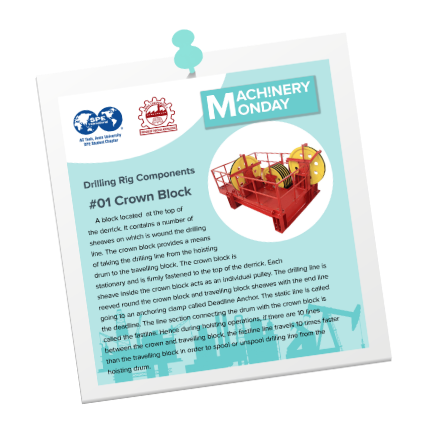 MACH!NERY
MONDAY
SPE
AC Tech, Anna University
SPE Student Chapter
Drilling Rig Components
#01 Crown Block
A block located at the top of
the derrick. It contains a number of
sheaves on which is wound the drilling
line. The crown block provides a means
of taking the drilling line from the hoisting
drum to the travelling block. The crown block is
stationary and is firmly fastened to the top of the derrick. Each
sheave inside the crown block acts as an individual pulley. The drilling line is
reeved round the crown block and travelling block sheaves with the end line
going to an anchoring clamp called Deadline Anchor. The static line is called
the deadline. The line section connecting the drum with the crown block is
called the fastline. Hence during hoisting operations, if there are 10 lines
between the crown and travelling block, the fastline travels 10 times faster
than the travelling block in order to spool or unspool drilling line from the
hoisting drum.